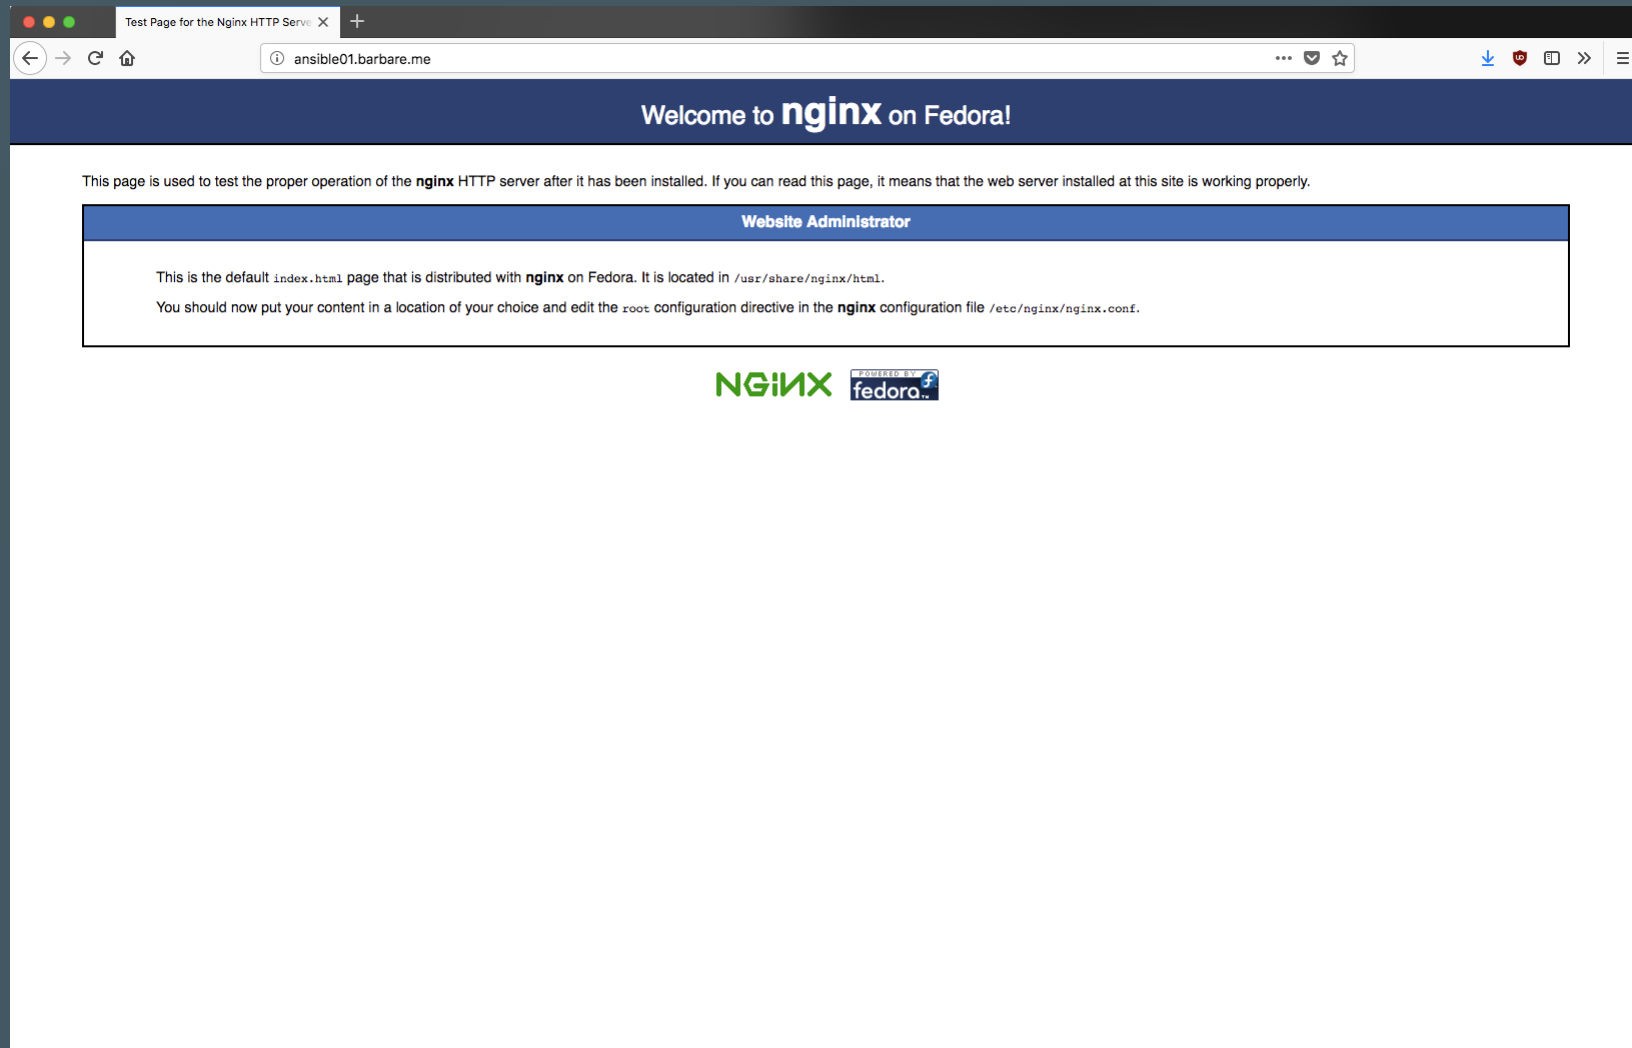 Test Page for the Nginx HTTP Serve
ansible01.barbare.me
Welcome to nginx on Fedora!
This page is used to test the proper operation of the nginx HTTP server after it has been installed. If you can read this page, it means that the web server installed at this site is working properly.
Website Administrator
This is the default index.html page that is distributed with nginx on Fedora. It is located in /usr/share/nginx/html.
You should now put your content in a location of your choice and edit the root configuration directive in the nginx configuration file /etc/nginx/nginx.conf.
NGINX
POWERED BY
fedora™